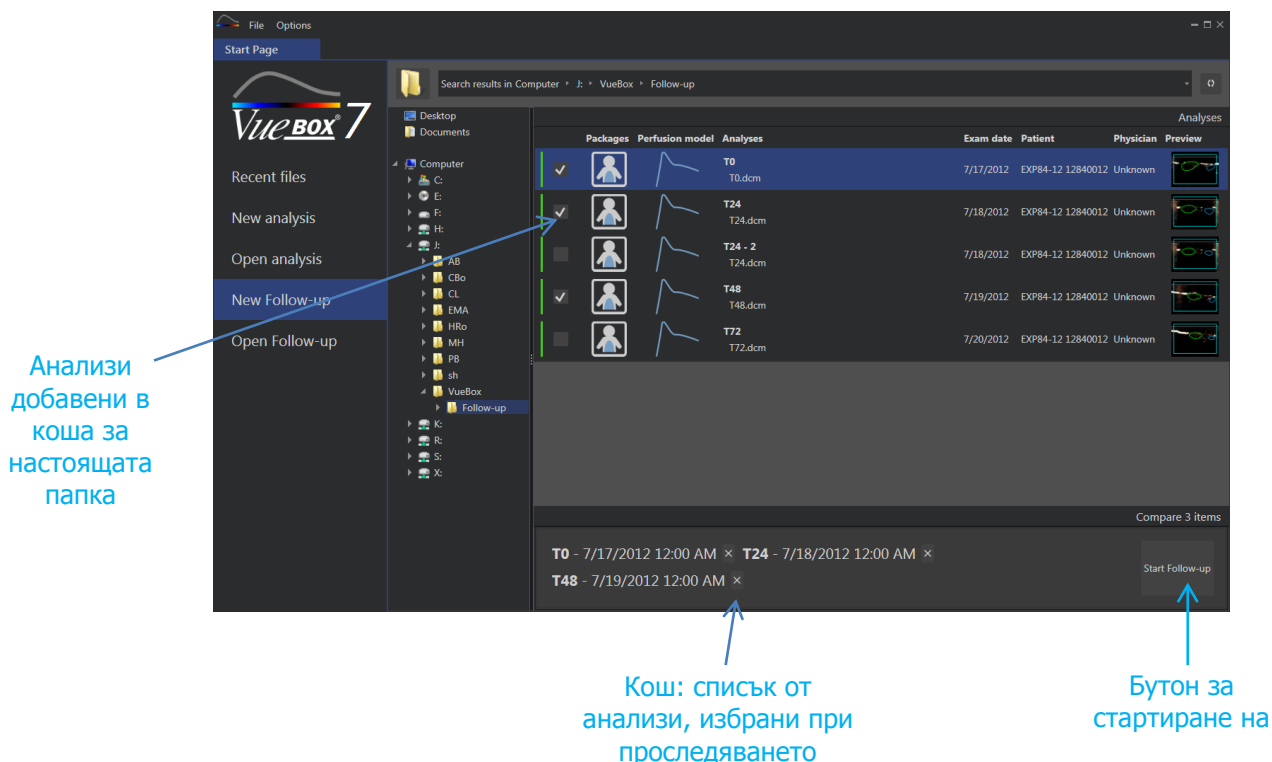 File Options
Start Page
VueBOX® 7
Recent files
New analysis
Open analysis
New Follow-up
Open Follow-up
Search results in Computer J: VueBox Follow-up
Desktop
Documents
Computer
C:
E:
F:
H:
J:
AB
CBo
CL
EMA
HRo
MH
PB
sh
VueBox
Follow-up
K:
R:
S:
X:
Analyses
Packages Perfusion model Analyses Exam date Patient Physician Preview
T0
T0.dcm
7/17/2012 EXP84-12 12840012 Unknown
T24
T24.dcm
7/18/2012 EXP84-12 12840012 Unknown
T24 - 2
T24.dcm
7/18/2012 EXP84-12 12840012 Unknown
T48
T48.dcm
7/19/2012 EXP84-12 12840012 Unknown
T72
T72.dcm
7/20/2012 EXP84-12 12840012 Unknown
Compare 3 items
T0 - 7/17/2012 12:00 AM × T24 - 7/18/2012 12:00 AM ×
T48 - 7/19/2012 12:00 AM ×
Start Follow-up
Анализи
добавени в
коша за
настоящата
папка
Кош: списък от
анализи, избрани при
проследяването
Бутон за
стартиране на